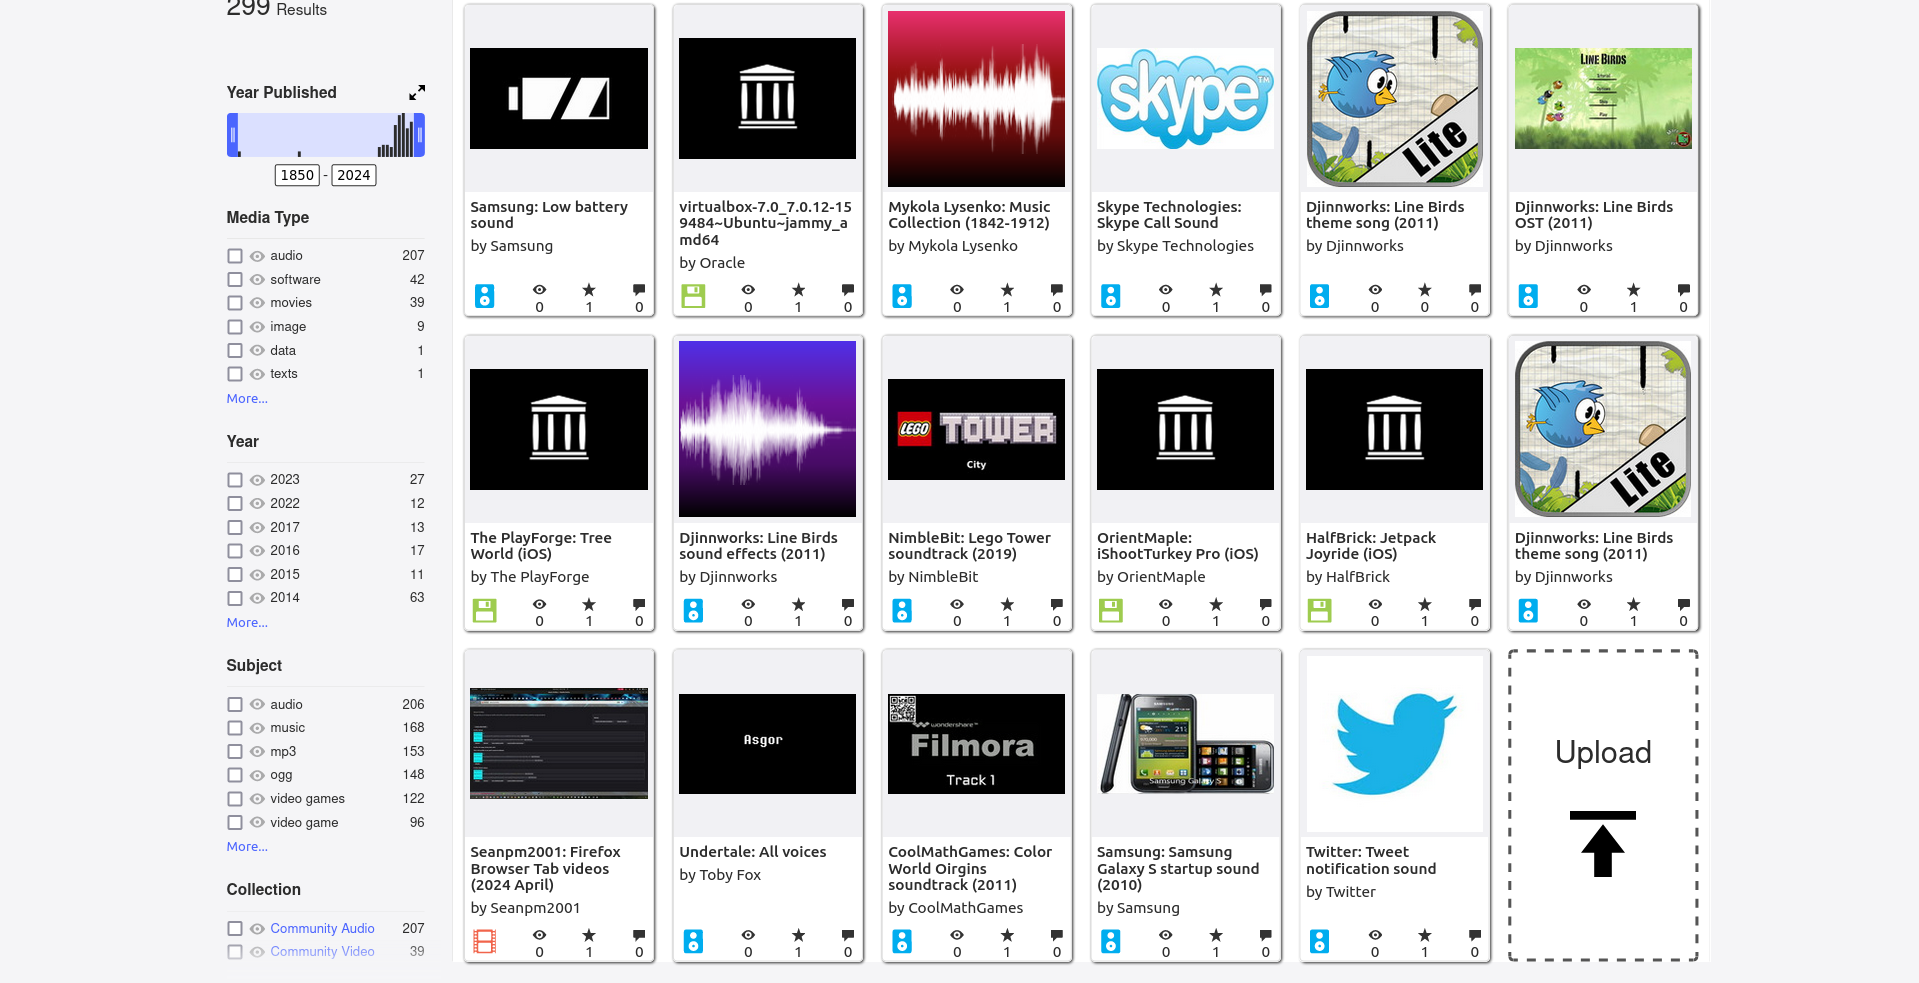 299 Results
Year Published
1850 - 2024
Media Type
audio 207
software 42
movies 39
image 9
data 1
texts 1
More...
Year
2023 27
2022 12
2017 13
2016 17
2015 11
2014 63
More...
Subject
audio 206
music 168
mp3 153
ogg 148
video games 122
video game 96
More...
Collection
Community Audio 207
Community Video 39
Samsung: Low battery
sound
by Samsung
0 1 0
virtualbox-7.0_7.0.12-15
9484~Ubuntu~jammy_a
md64
by Oracle
0 1 0
Mykola Lysenko: Music
Collection (1842-1912)
by Mykola Lysenko
0 1 0
skype™
Skype Technologies:
Skype Call Sound
by Skype Technologies
0 1 0
Lite
Djinnworks: Line Birds
theme song (2011)
by Djinnworks
0 0 0
LINE BIRDS
Play
Djinnworks: Line Birds
OST (2011)
by Djinnworks
0 1 0
The PlayForge: Tree
World (iOS)
by The PlayForge
0 1 0
Djinnworks: Line Birds
sound effects (2011)
by Djinnworks
0 1 0
LEGO TOWER
City
NimbleBit: Lego Tower
soundtrack (2019)
by NimbleBit
0 1 0
OrientMaple:
iShootTurkey Pro (iOS)
by OrientMaple
0 1 0
HalfBrick: Jetpack
Joyride (iOS)
by HalfBrick
0 1 0
Lite
Djinnworks: Line Birds
theme song (2011)
by Djinnworks
0 1 0
Seanpm2001: Firefox
Browser Tab videos
(2024 April)
by Seanpm2001
0 1 0
Asgor
Undertale: All voices
by Toby Fox
0 1 0
wondershare™
Filmora
Track 1
CoolMathGames: Color
World Oirgins
soundtrack (2011)
by CoolMathGames
0 1 0
SAMSUNG
Samsung Galaxy S
Samsung: Samsung
Galaxy S startup sound
(2010)
by Samsung
0 1 0
Twitter: Tweet
notification sound
by Twitter
0 1 0
Upload